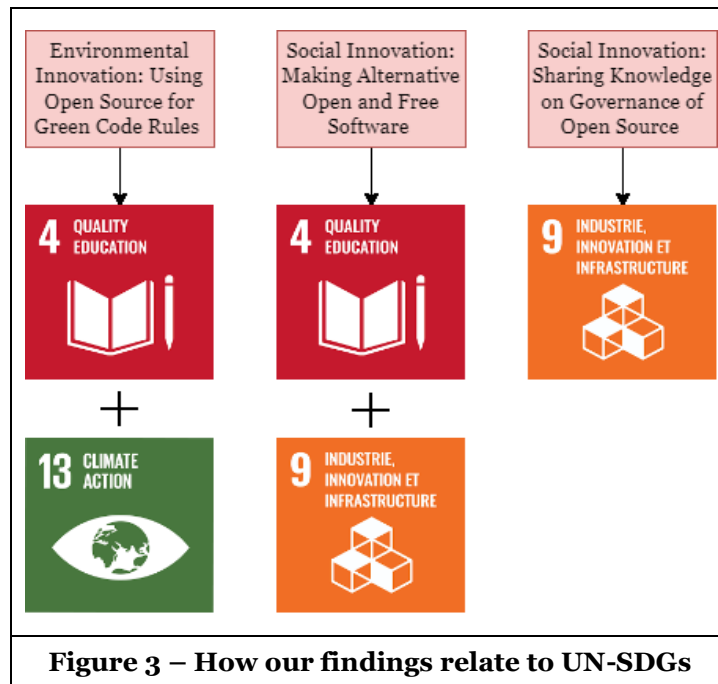 Environmental
Innovation: Using
Open Source for
Green Code Rules
Social Innovation:
Making Alternative
Open and Free
Software
Social Innovation:
Sharing Knowledge
on Governance of
Open Source
4 QUALITY
EDUCATION
4 QUALITY
EDUCATION
9 INDUSTRIE,
INNOVATION ET
INFRASTRUCTURE
+
+
13 CLIMATE
ACTION
9 INDUSTRIE,
INNOVATION ET
INFRASTRUCTURE
Figure 3 – How our findings relate to UN-SDGs